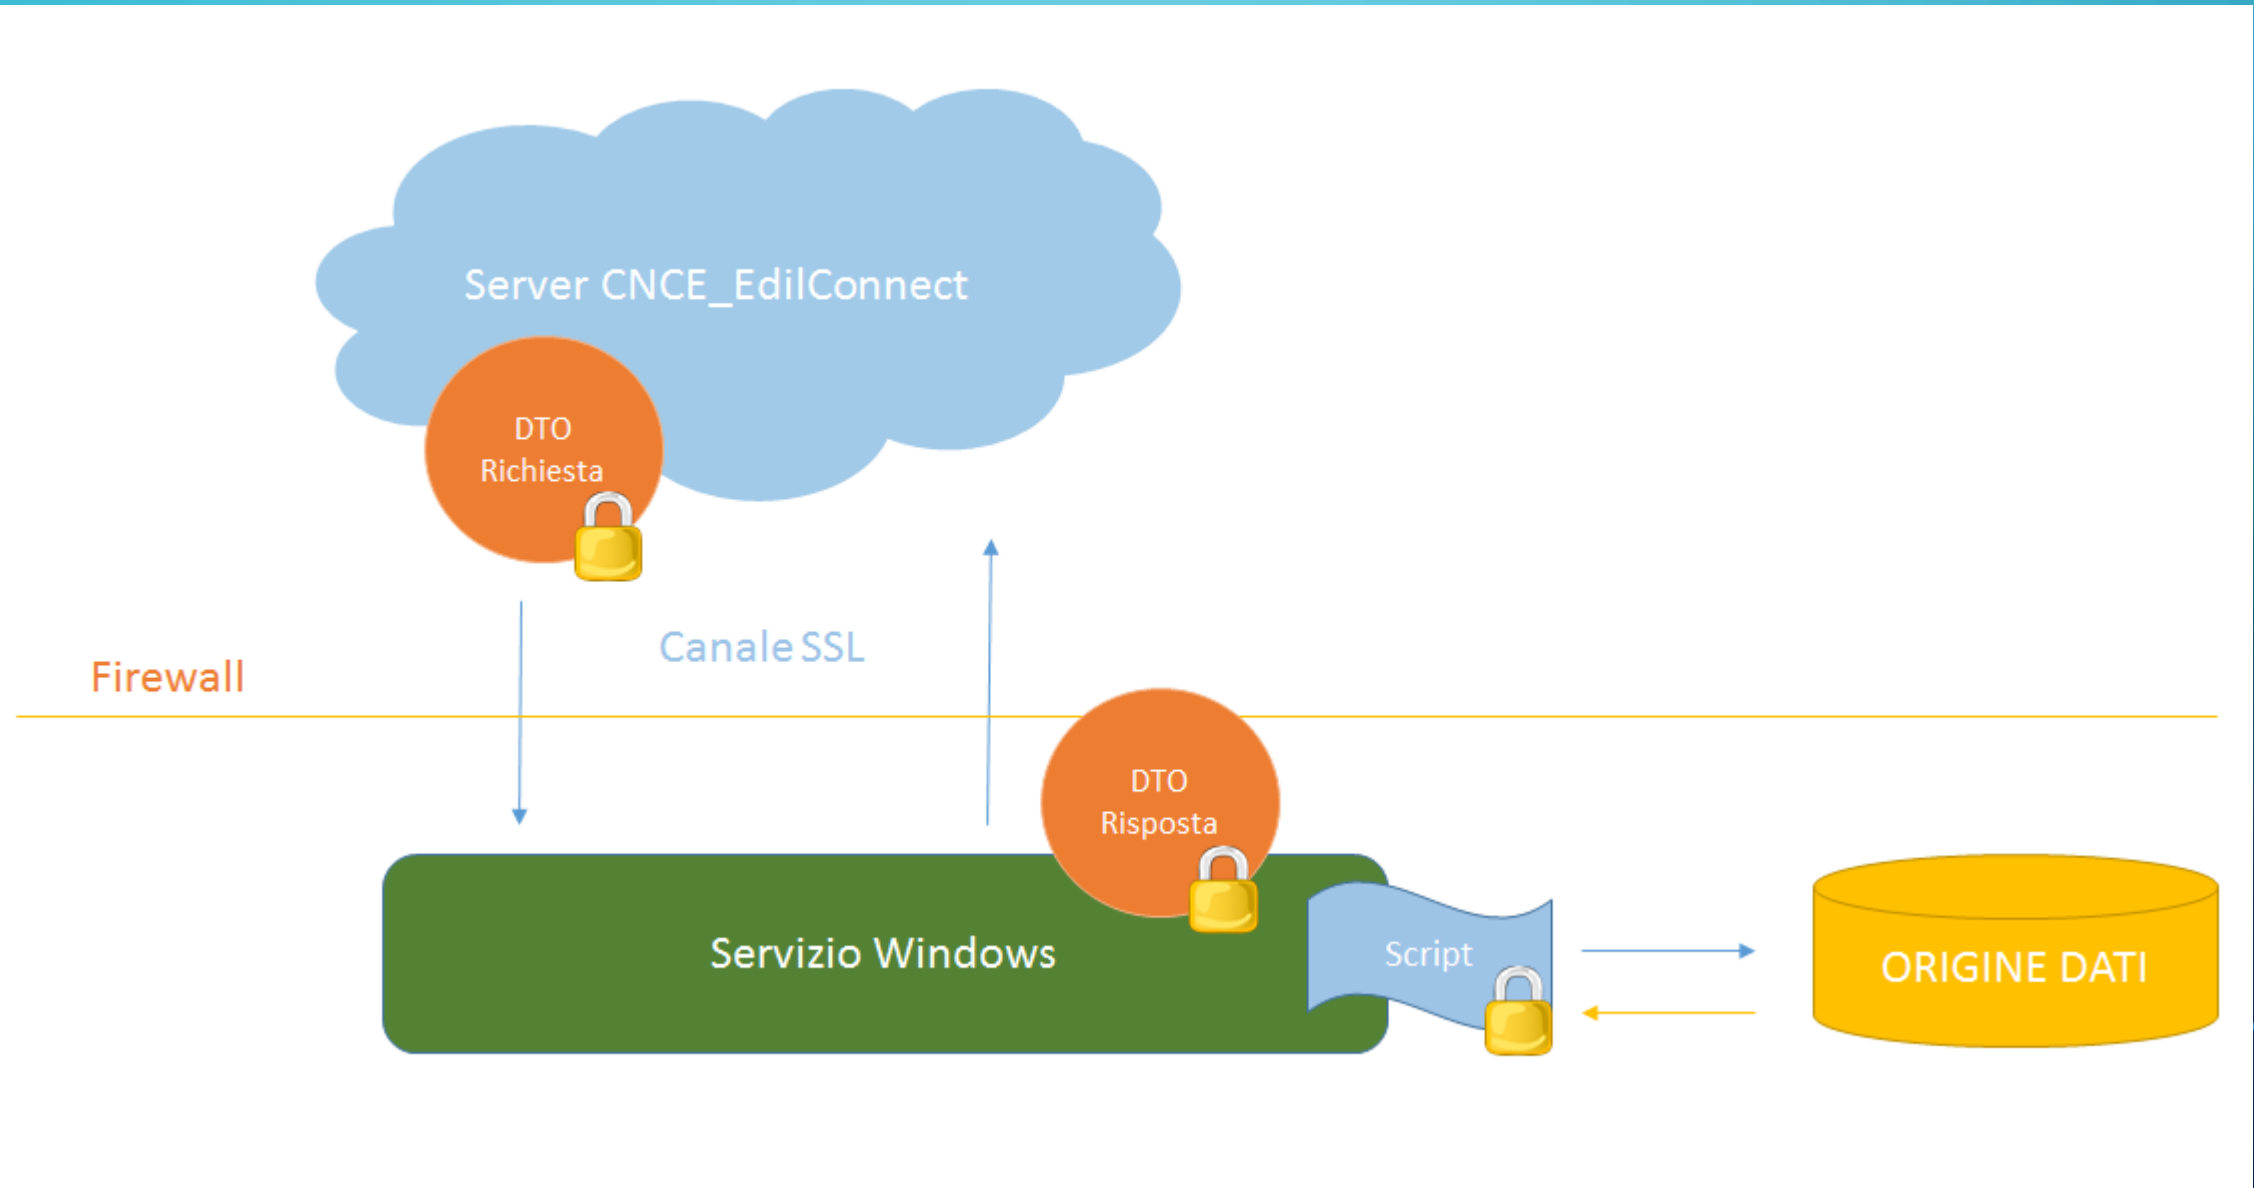 Server CNCE_EdilConnect
DTO
Richiesta
Canale SSL
Firewall
DTO
Risposta
Servizio Windows
Script
ORIGINE DATI